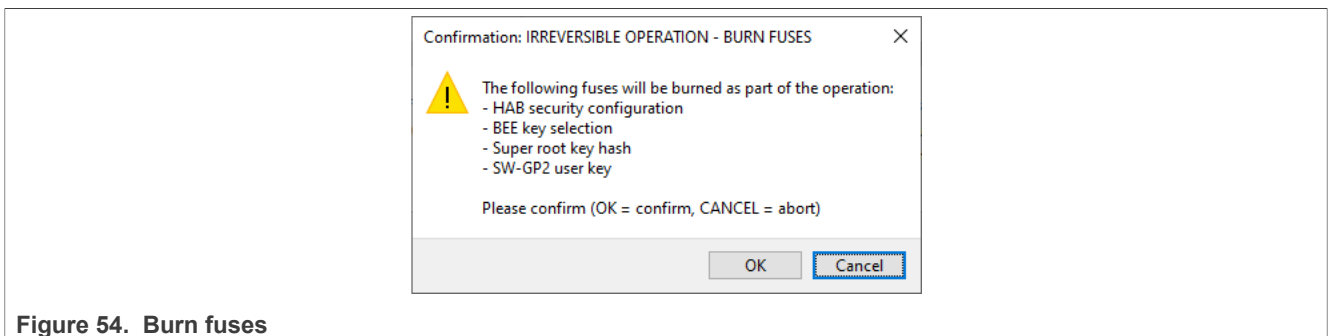 Confirmation: IRREVERSIBLE OPERATION - BURN FUSES
The following fuses will be burned as part of the operation:
- HAB security configuration
- BEE key selection
- Super root key hash
- SW-GP2 user key
Please confirm (OK = confirm, CANCEL = abort)
OK Cancel
Figure 54. Burn fuses